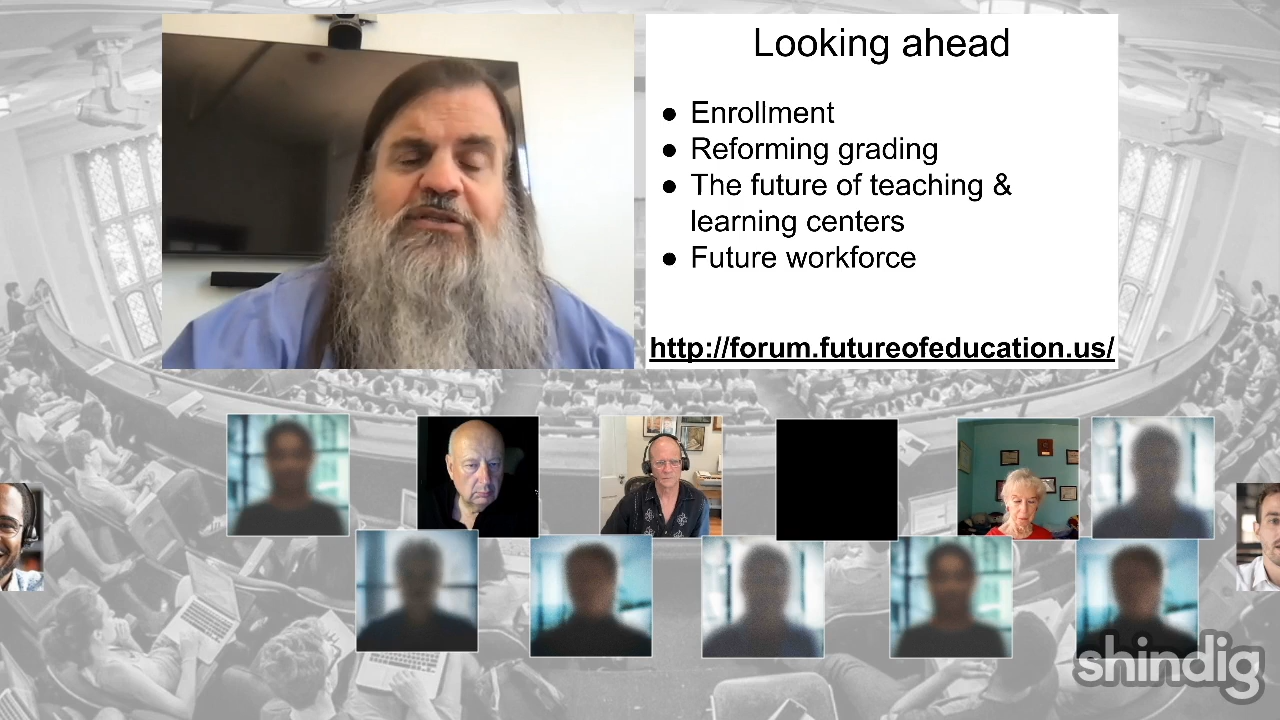 Looking ahead
● Enrollment
● Reforming grading
● The future of teaching &
learning centers
● Future workforce
http://forum.futureofeducation.us/
shindig